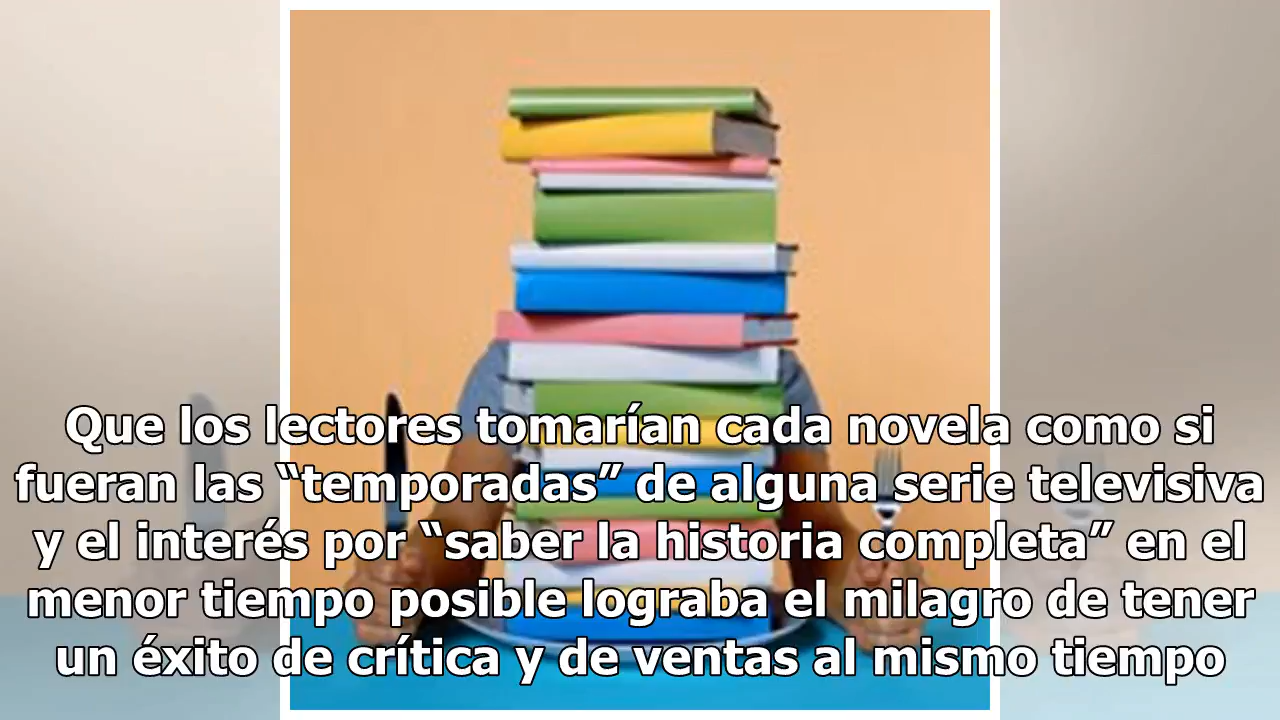 Que los lectores tomarían cada novela como si
fueran las “temporadas” de alguna serie televisiva
y el interés por “saber la historia completa” en el
menor tiempo posible lograba el milagro de tener
un éxito de crítica y de ventas al mismo tiempo